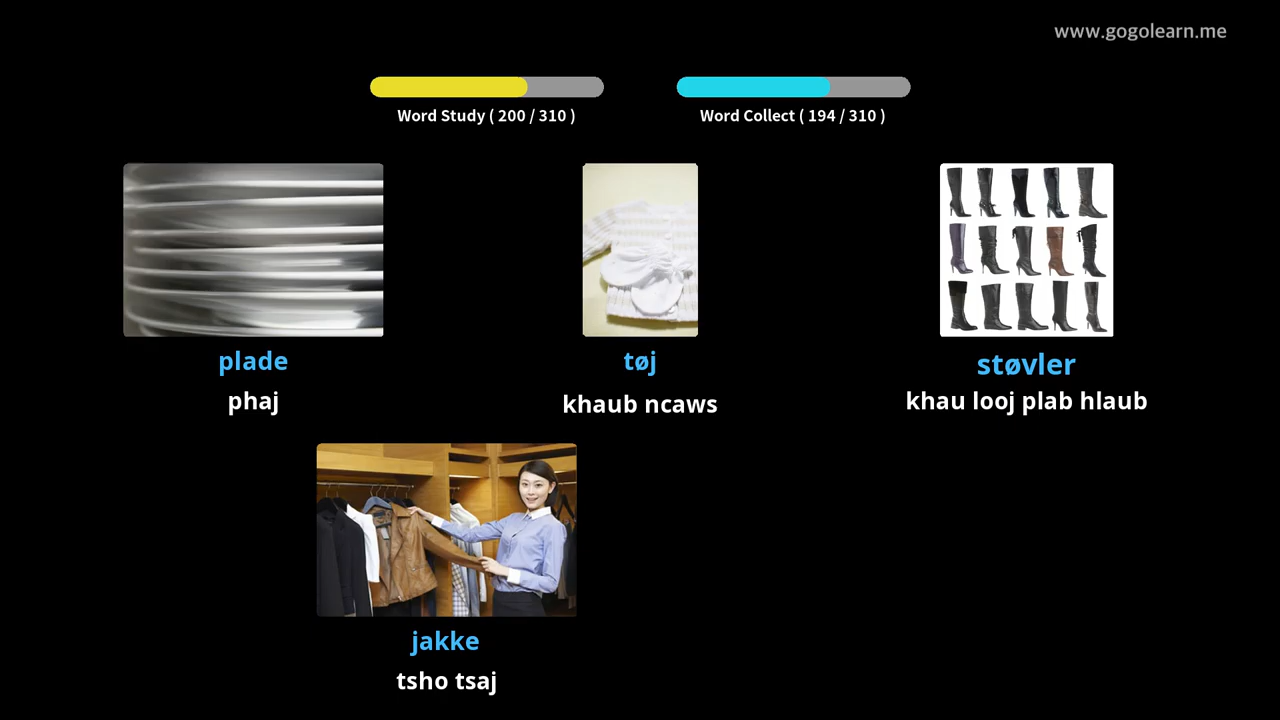 www.gogolearn.me
Word Study ( 200 / 310 )
Word Collect ( 194 / 310 )
plade
tøj
støvler
phaj
khaub ncaws
khau looj plab hlaub
jakke
tsho tsaj